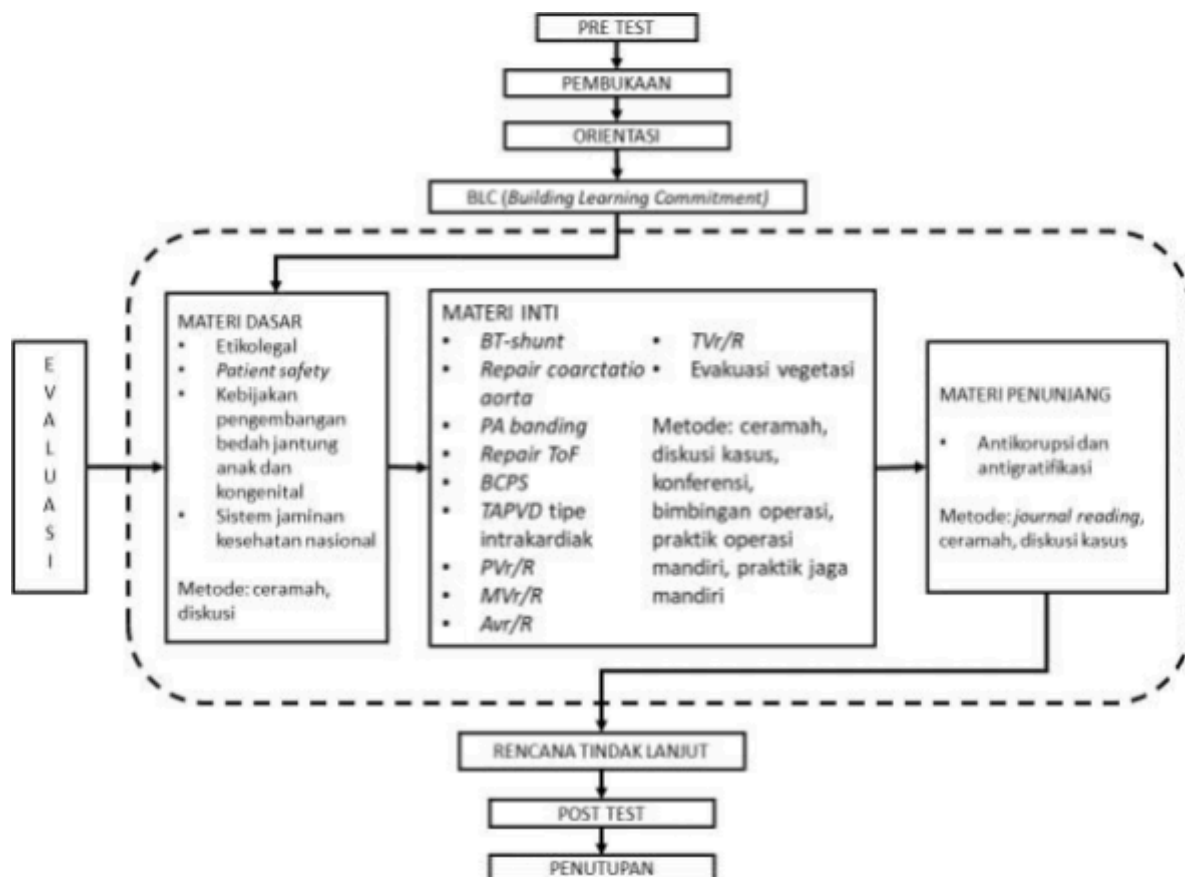 PRE TEST
PEMBUKAAN
ORIENTASI
BLC (Building Learning Commitment)
E
V
A
L
U
A
S
I
MATERI DASAR
• Etikolegal
• Patient safety
• Kebijakan
pengembangan
bedah jantung
anak dan
kongenital
• Sistem jaminan
kesehatan nasional
Metode: ceramah,
diskusi
MATERI INTI
• BT-shunt
• Repair coarctatio
aorta
• PA banding
• Repair ToF
• BCPS
• TAPVD tipe
intrakardiak
• PVr/R
• MVr/R
• Avr/R
• TVr/R
• Evakuasi vegetasi
Metode: ceramah,
diskusi kasus,
konferensi,
bimbingan operasi,
praktik operasi
mandiri, praktik jaga
mandiri
MATERI PENUNJANG
• Antikorupsi dan
antigratifikasi
Metode: journal reading,
ceramah, diskusi kasus
RENCANA TINDAK LANJUT
POST TEST
PENUTUPAN